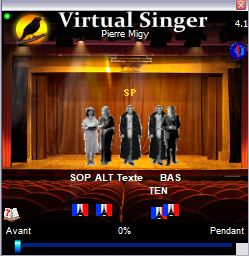 Virtual Singer
Pierre Migy 4.1
SP
SOP ALT Texte BAS
TEN
Avant 0% Pendant